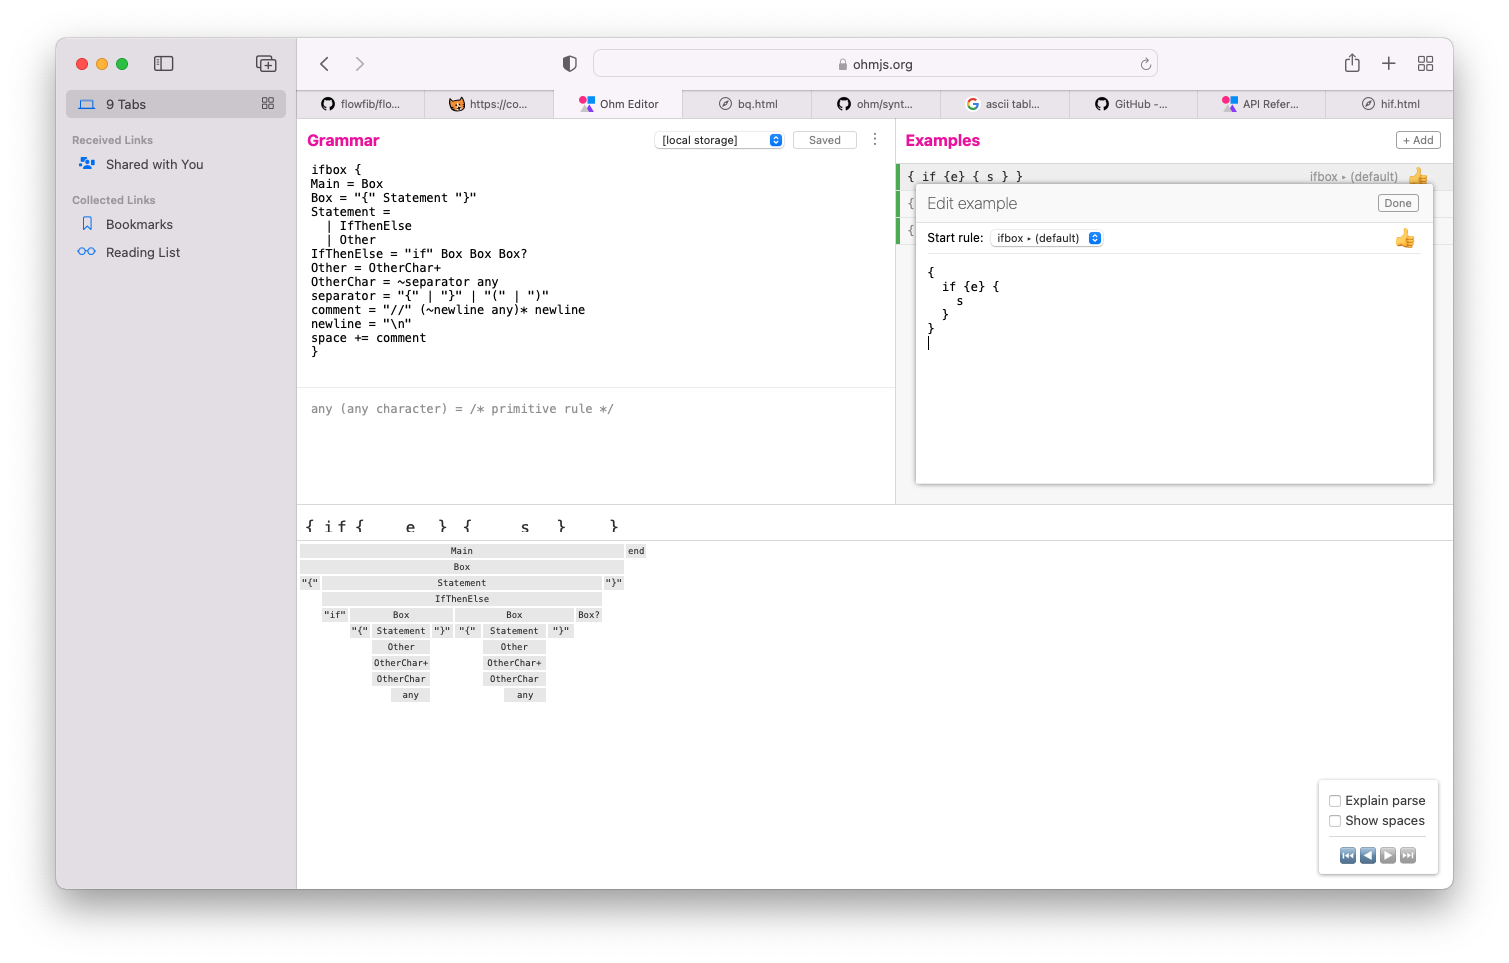 9 Tabs
Received Links
Shared with You
Collected Links
Bookmarks
Reading List
ohmjs.org
flowfib/flo...
https://co...
Ohm Editor
bq.html
ohm/synt...
ascii tabl...
GitHub -...
API Refer...
hif.html
Grammar
[local storage]
Saved
ifbox {
Main = Box
Box = "{" Statement "}"
Statement =
  | IfThenElse
  | Other
IfThenElse = "if" Box Box Box?
Other = OtherChar+
OtherChar = ~separator any
separator = "{" | "}" | "(" | ")"
comment = "//" (~newline any)* newline
newline = "\n"
space += comment
}
any (any character) = /* primitive rule */
Examples
+ Add
{ if {e} { s } }
ifbox ▸ (default)
{
{
Edit example
Done
Start rule:
ifbox ▸ (default)
{
  if {e} {
    s
  }
}
{ if { e } { s } }
Main end
Box
"{" Statement "}"
IfThenElse
"if" Box Box Box?
"{" Statement "}" "{" Statement "}"
Other Other
OtherChar+ OtherChar+
OtherChar OtherChar
any any
Explain parse
Show spaces